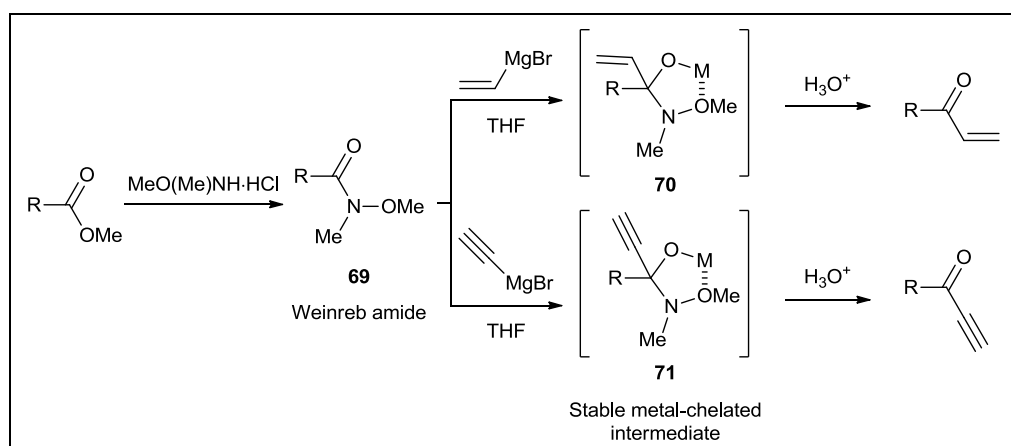 R
O
OMe
MeO(Me)NH·HCl
R
O
N
OMe
Me
69
Weinreb amide
MgBr
THF
R
O
M
OMe
N
Me
70
H₃O⁺
R
O
MgBr
THF
R
O
M
OMe
N
Me
71
Stable metal-chelated
intermediate
H₃O⁺
R
O